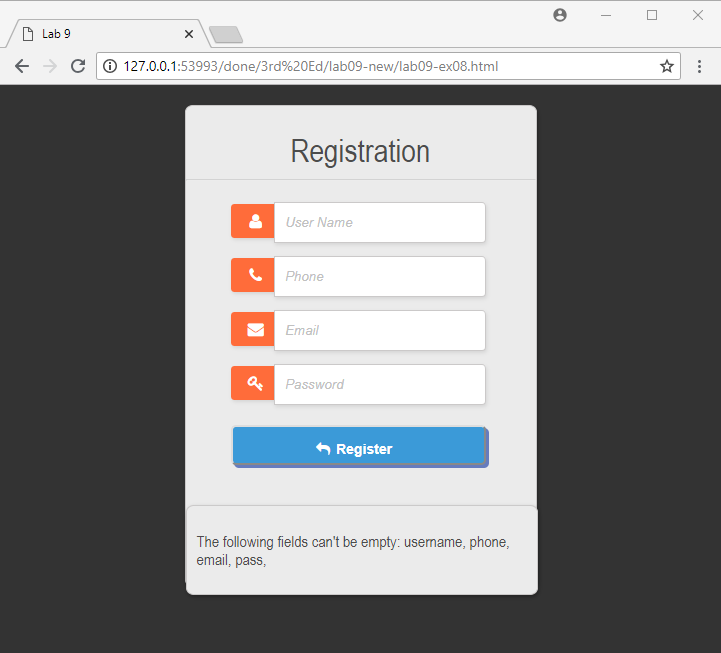 Lab 9
127.0.0.1:53993/done/3rd%20Ed/lab09-new/lab09-ex08.html
Registration
User Name
Phone
Email
Password
Register
The following fields can't be empty: username, phone,
email, pass,